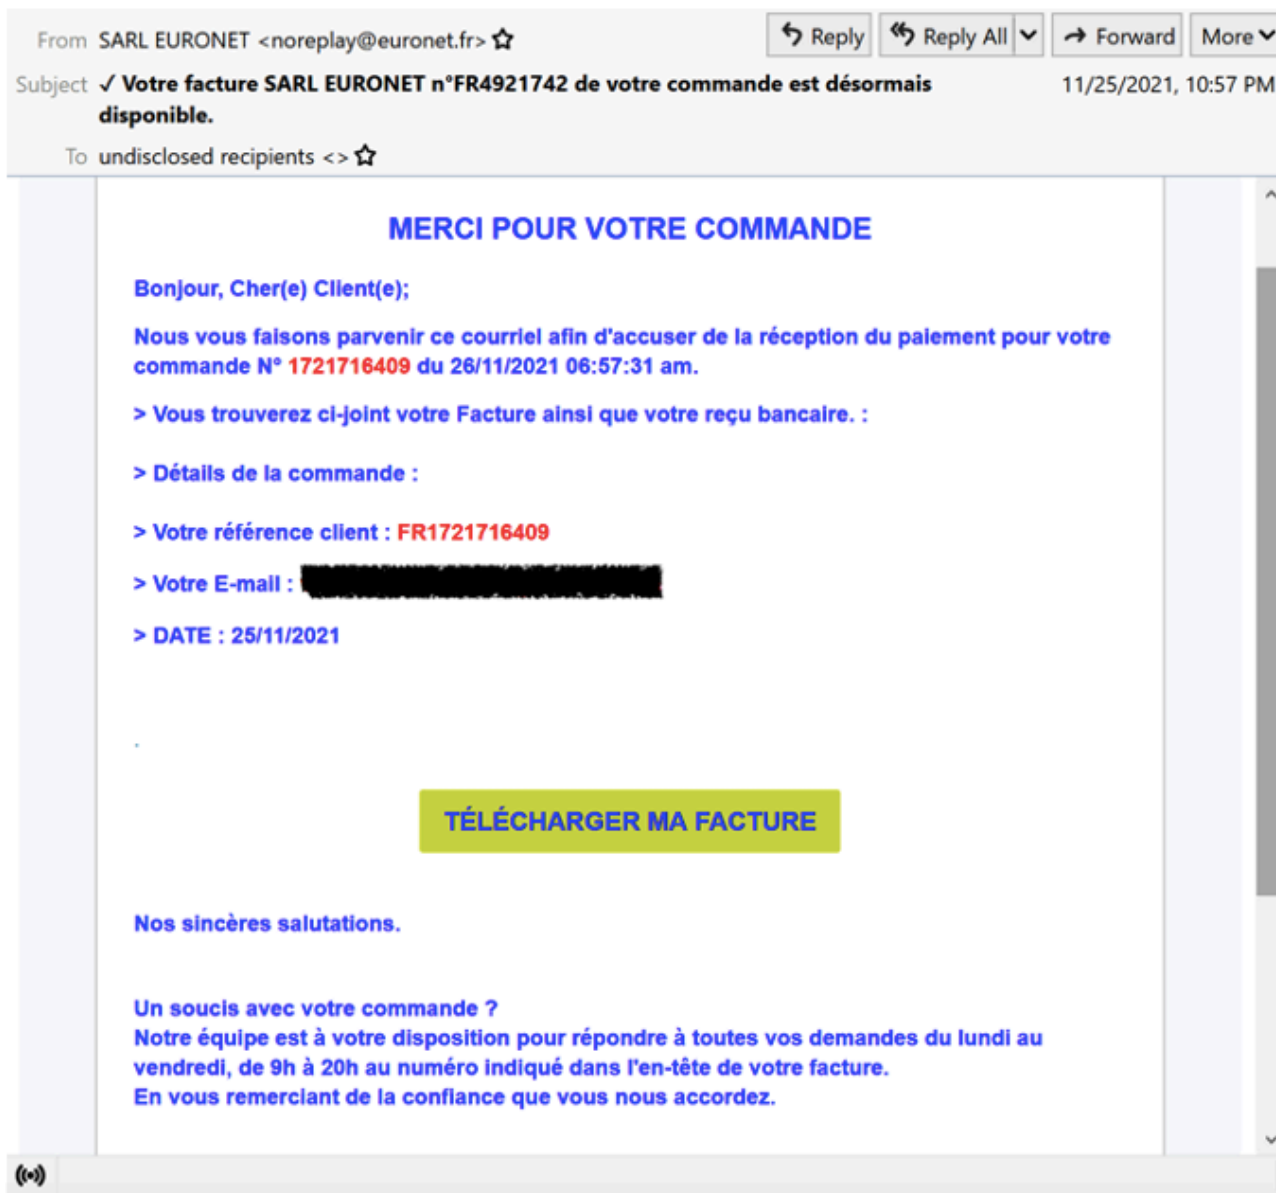 From SARL EURONET <noreplay@euronet.fr>
Reply
Reply All
Forward
More
Subject ✓ Votre facture SARL EURONET n°FR4921742 de votre commande est désormais
disponible.
11/25/2021, 10:57 PM
To undisclosed recipients <>
MERCI POUR VOTRE COMMANDE
Bonjour, Cher(e) Client(e);
Nous vous faisons parvenir ce courriel afin d'accuser de la réception du paiement pour votre
commande N° 1721716409 du 26/11/2021 06:57:31 am.
> Vous trouverez ci-joint votre Facture ainsi que votre reçu bancaire. :
> Détails de la commande :
> Votre référence client : FR1721716409
> Votre E-mail :
> DATE : 25/11/2021
.
TÉLÉCHARGER MA FACTURE
Nos sincères salutations.
Un soucis avec votre commande ?
Notre équipe est à votre disposition pour répondre à toutes vos demandes du lundi au
vendredi, de 9h à 20h au numéro indiqué dans l'en-tête de votre facture.
En vous remerciant de la confiance que vous nous accordez.